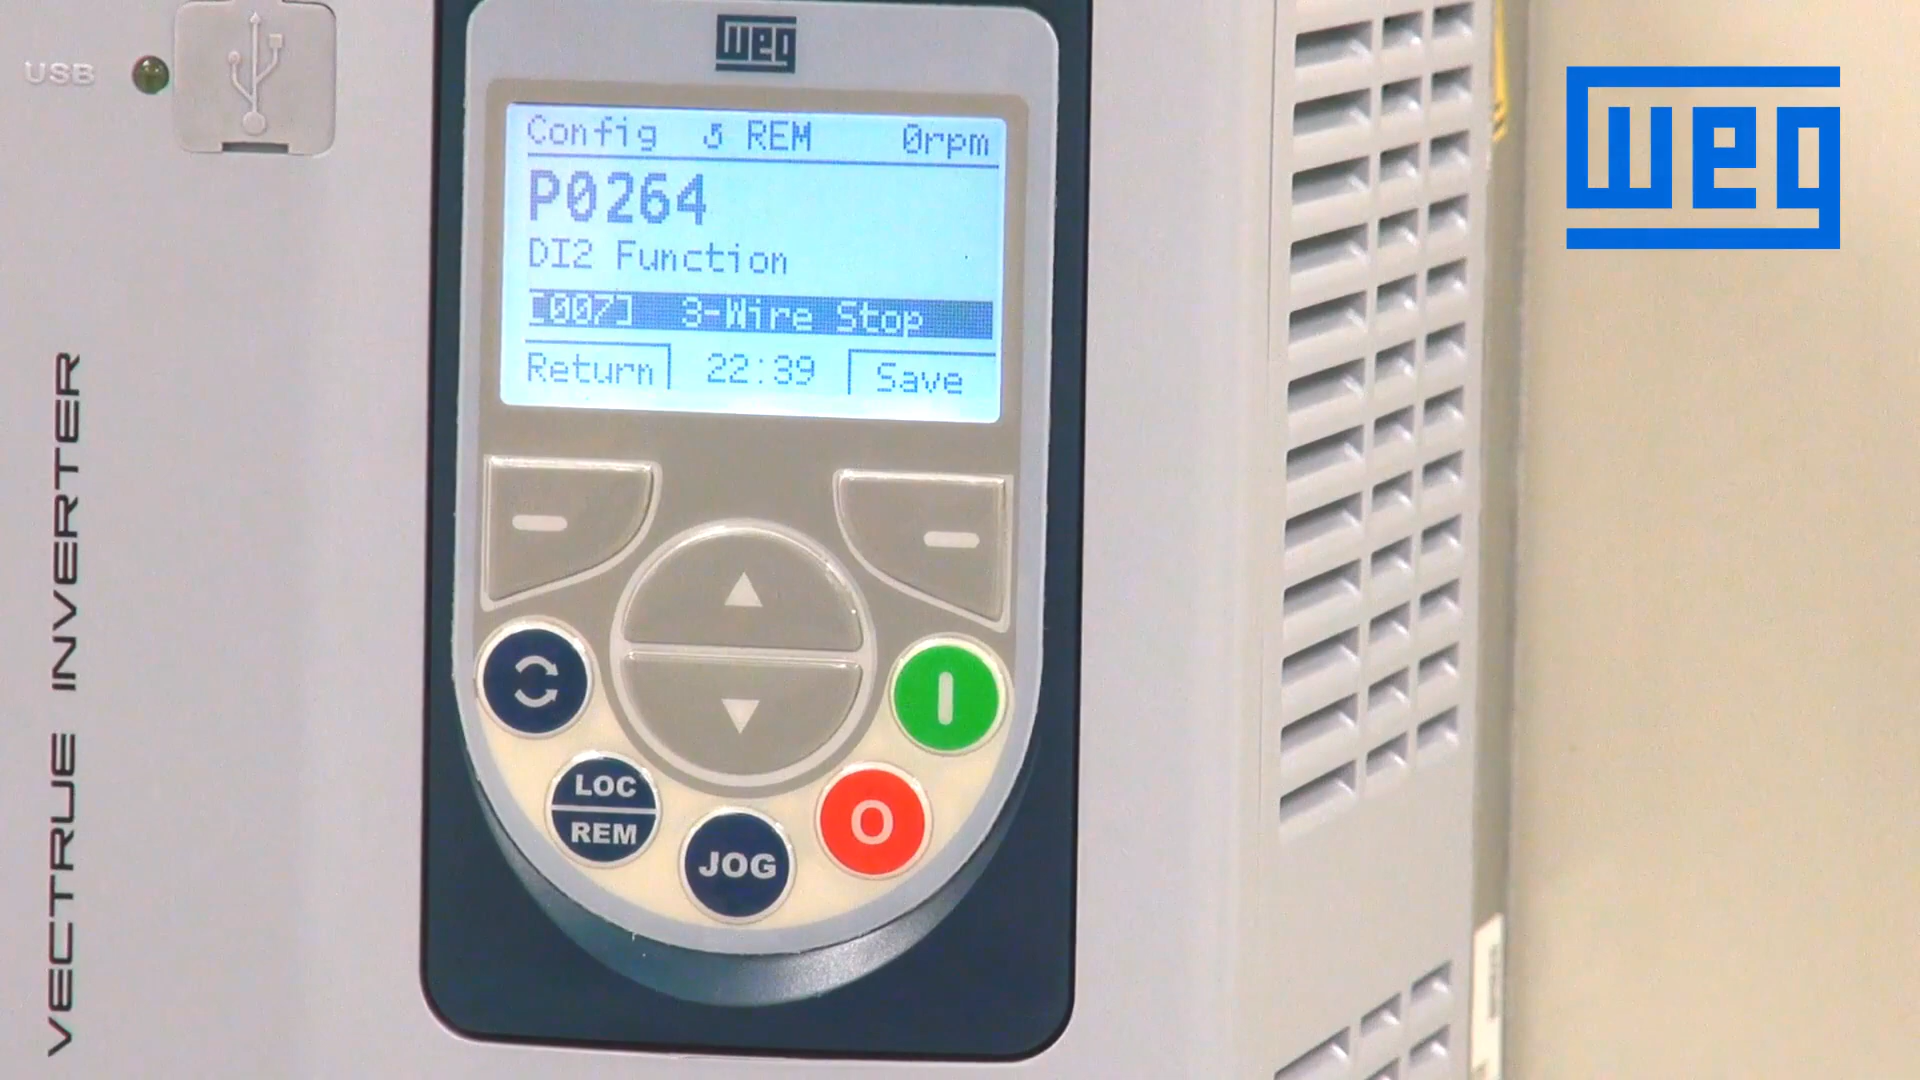 USB
weg
Config REM 0rpm
P0264
DI2 Function
[007] 3-Wire Stop
Return 22:39 Save
LOC
REM
JOG
VECTRUE INVERTER
weg